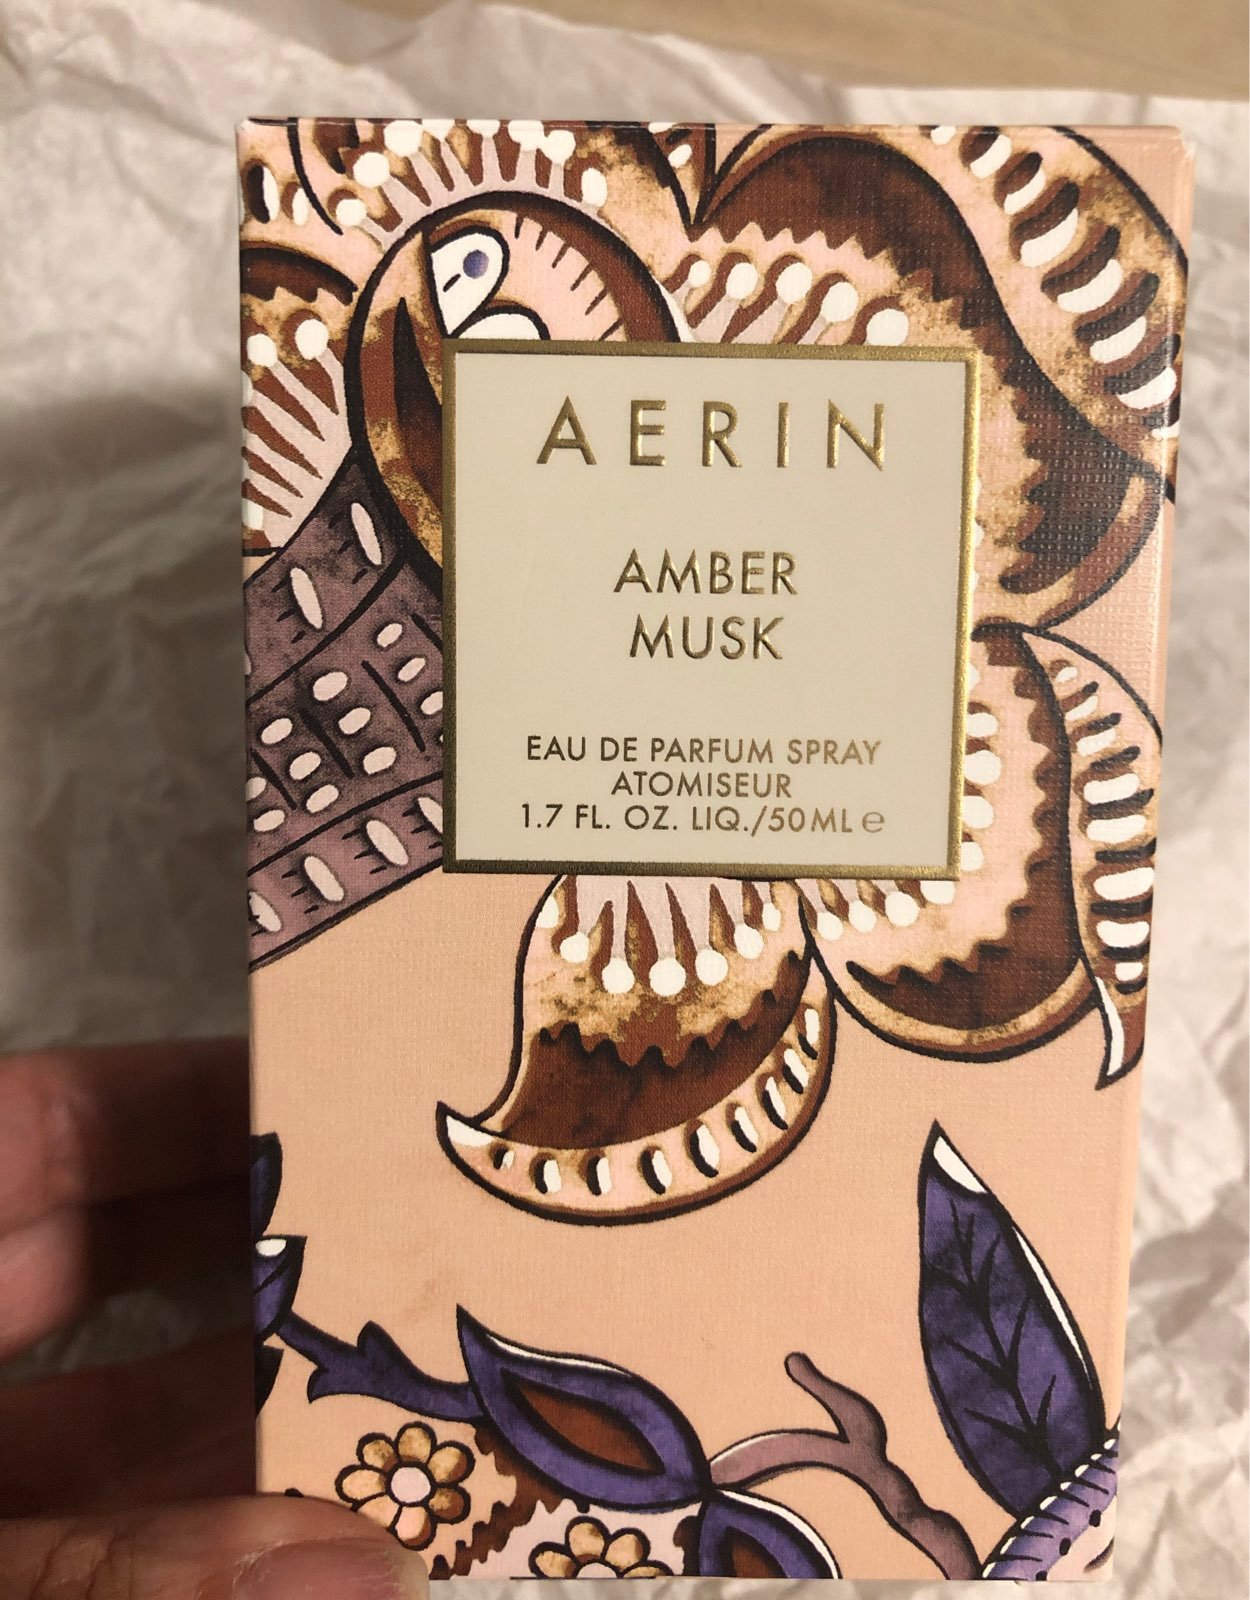 AERIN
AMBER
MUSK
EAU DE PARFUM SPRAY
ATOMISEUR
1.7 FL. OZ. LIQ./50ML ℮